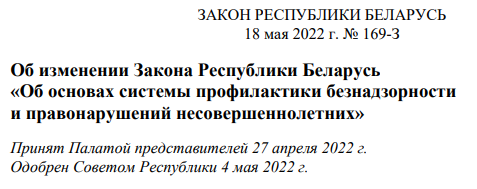 ЗАКОН РЕСПУБЛИКИ БЕЛАРУСЬ
18 мая 2022 г. № 169-З
Об изменении Закона Республики Беларусь
«Об основах системы профилактики безнадзорности
и правонарушений несовершеннолетних»
Принят Палатой представителей 27 апреля 2022 г.
Одобрен Советом Республики 4 мая 2022 г.